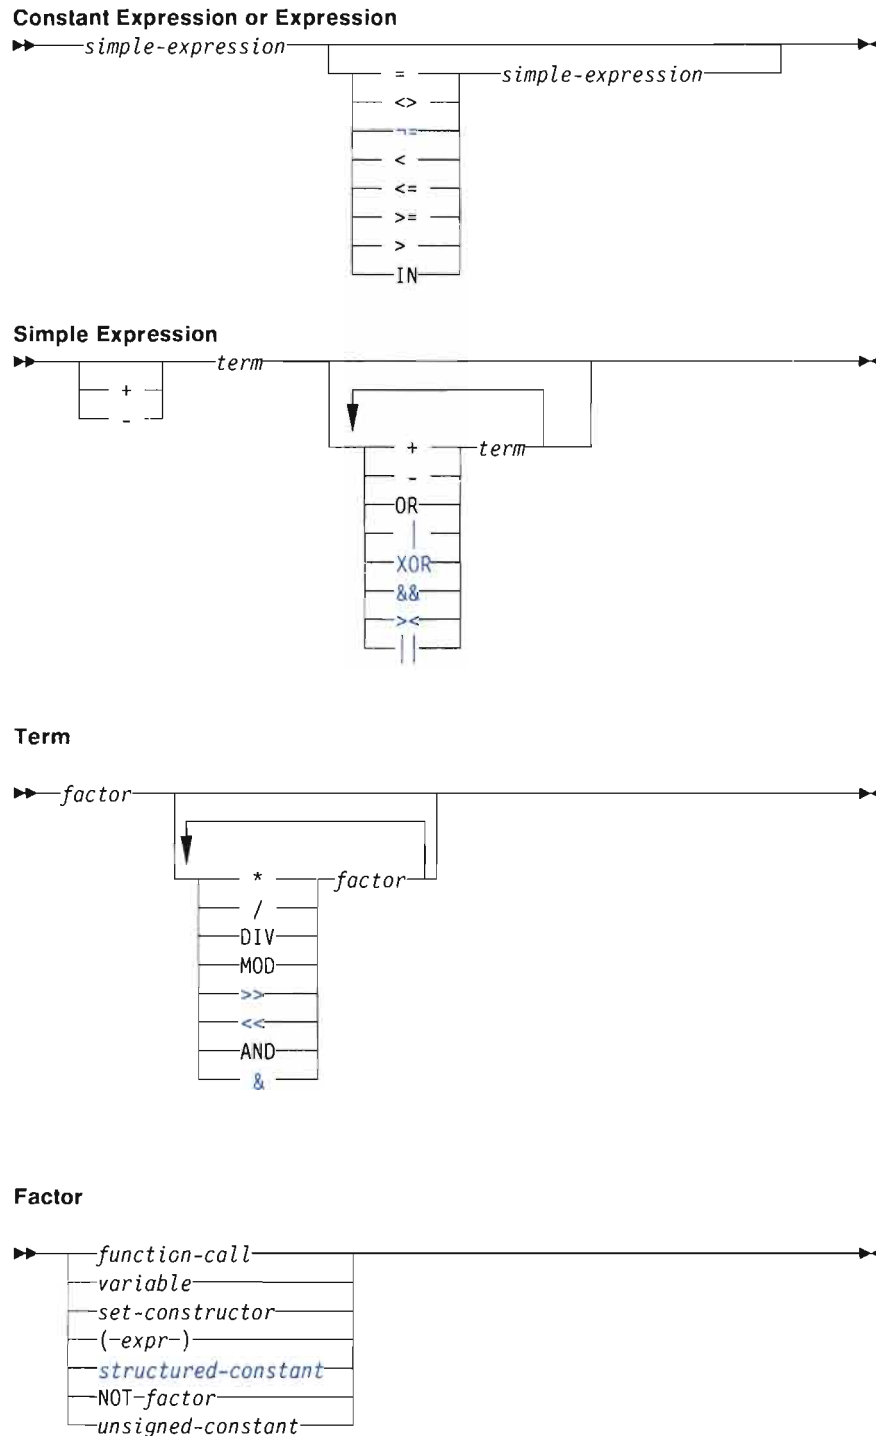 Constant Expression or Expression
simple-expression
= simple-expression
<>
¬=
<
<=
>=
>
IN
Simple Expression
term
+
-
+ term
-
OR
|
XOR
&&
><
||
Term
factor
* factor
/
DIV
MOD
>>
<<
AND
&
Factor
function-call
variable
set-constructor
(-expr-)
structured-constant
NOT-factor
unsigned-constant